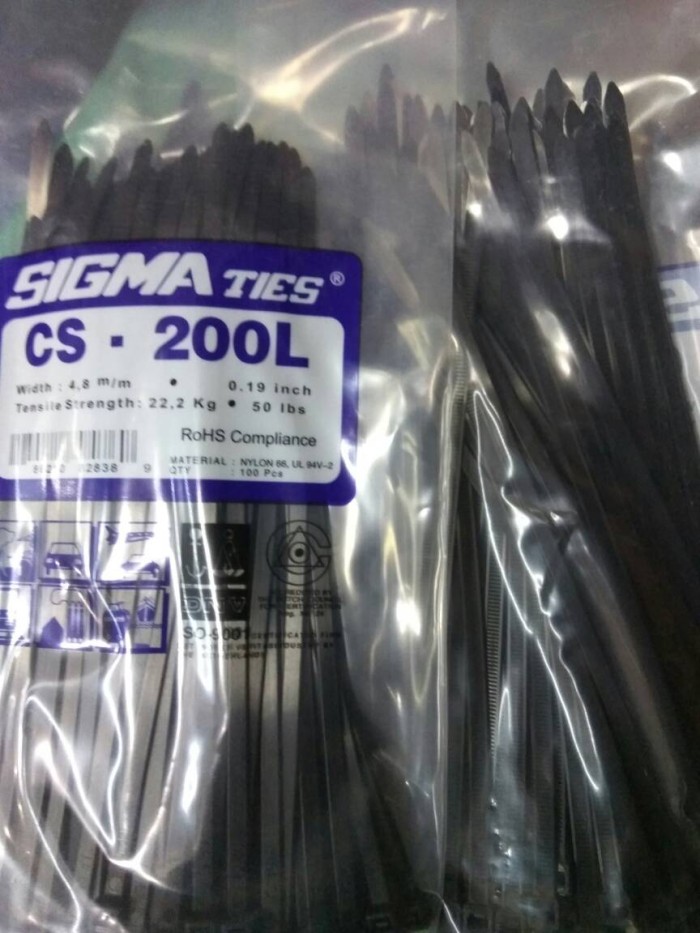 SIGMA TIES ®
CS - 200L
Width : 4,8 m/m • 0.19 inch
Tensile Strength : 22,2 Kg • 50 lbs
RoHS Compliance
MATERIAL : NYLON 66, UL 94V-2
QTY : 100 Pcs